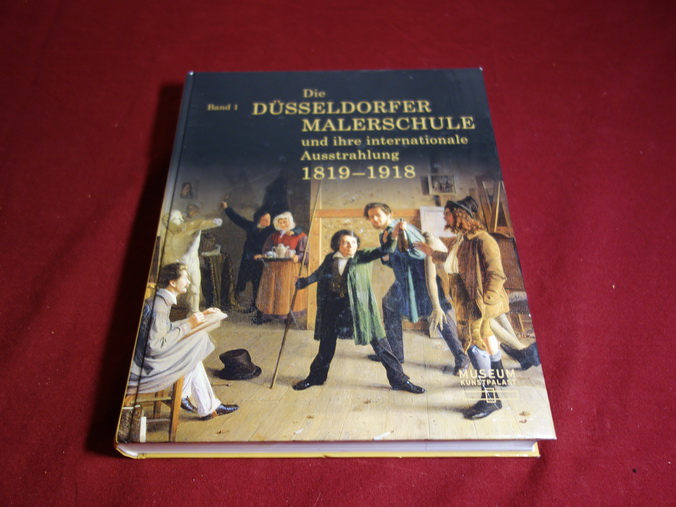 Band 1
Die
DÜSSELDORFER
MALERSCHULE
und ihre internationale
Ausstrahlung
1819–1918
MUSEUM
KUNSTPALAST